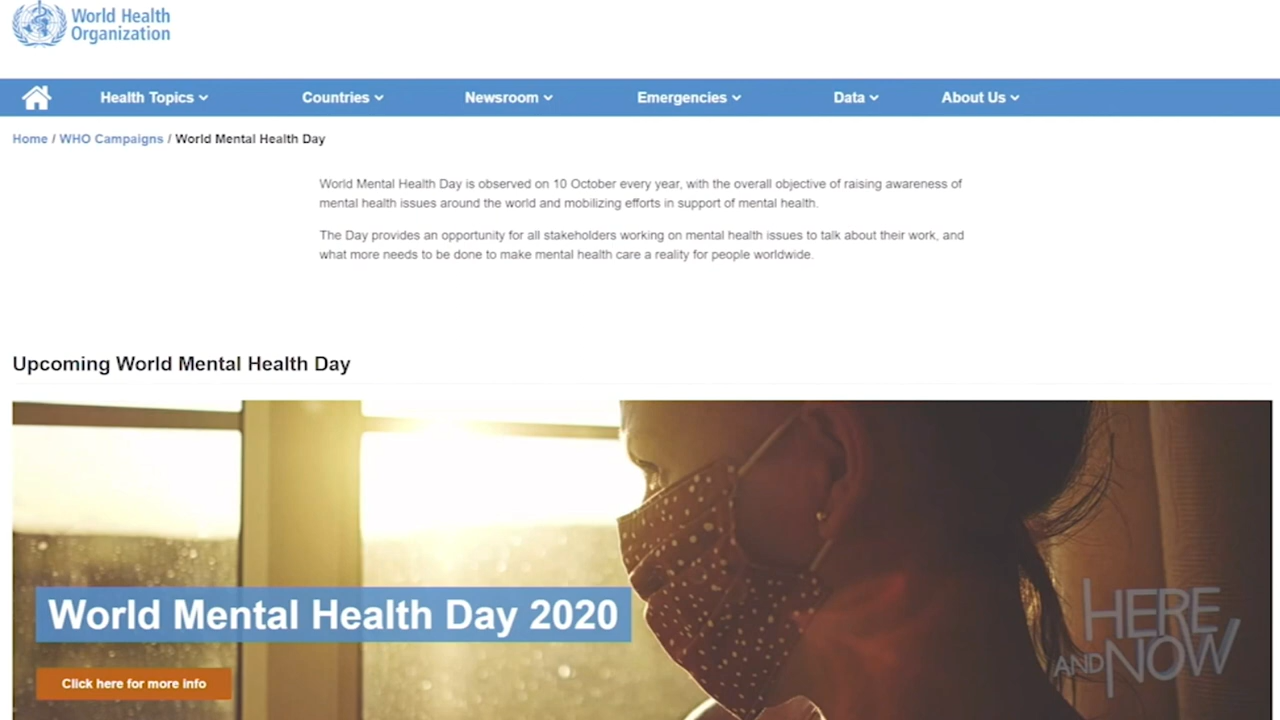 World Health
Organization
Health Topics
Countries
Newsroom
Emergencies
Data
About Us
Home / WHO Campaigns / World Mental Health Day
World Mental Health Day is observed on 10 October every year, with the overall objective of raising awareness of
mental health issues around the world and mobilizing efforts in support of mental health.
The Day provides an opportunity for all stakeholders working on mental health issues to talk about their work, and
what more needs to be done to make mental health care a reality for people worldwide.
Upcoming World Mental Health Day
World Mental Health Day 2020
Click here for more info
HERE
AND NOW